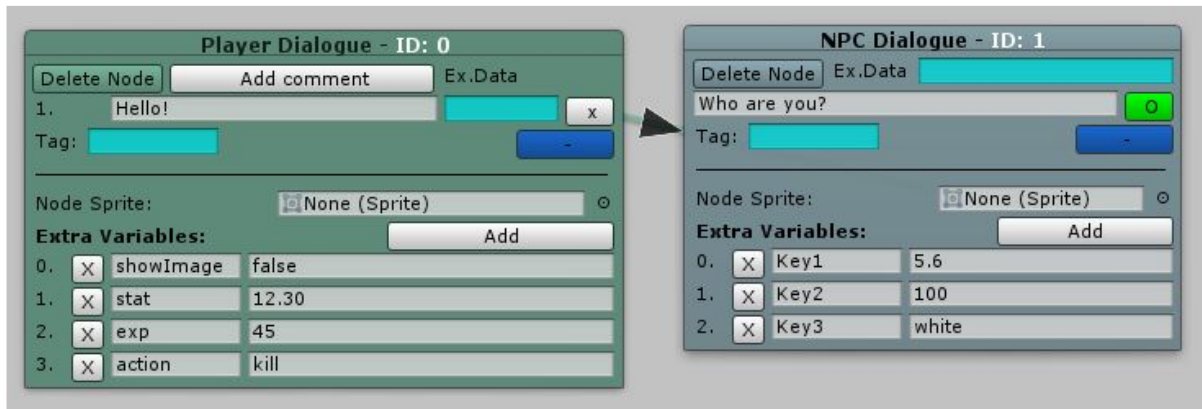 Player Dialogue - ID: 0
Delete Node Add comment Ex.Data
1. Hello! x
Tag: -
Node Sprite: None (Sprite)
Extra Variables: Add
0. X showImage false
1. X stat 12.30
2. X exp 45
3. X action kill
NPC Dialogue - ID: 1
Delete Node Ex.Data
Who are you? O
Tag: -
Node Sprite: None (Sprite)
Extra Variables: Add
0. X Key1 5.6
1. X Key2 100
2. X Key3 white